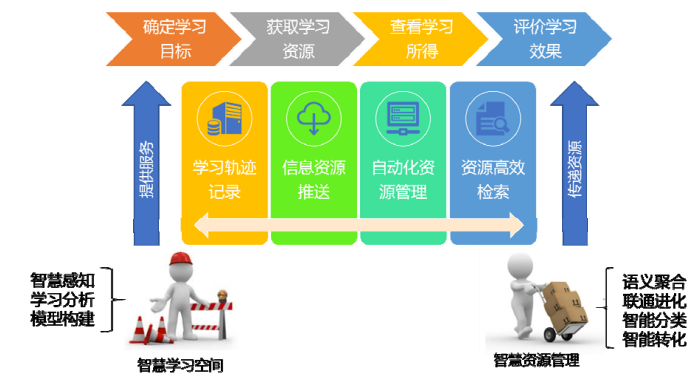 确定学习
目标
获取学习
资源
查看学习
所得
评价学习
效果
提供服务
学习轨迹
记录
信息资源
推送
自动化资
源管理
资源高效
检索
传递资源
智慧感知
学习分析
模型构建
智慧学习空间
语义聚合
联通进化
智能分类
智能转化
智慧资源管理